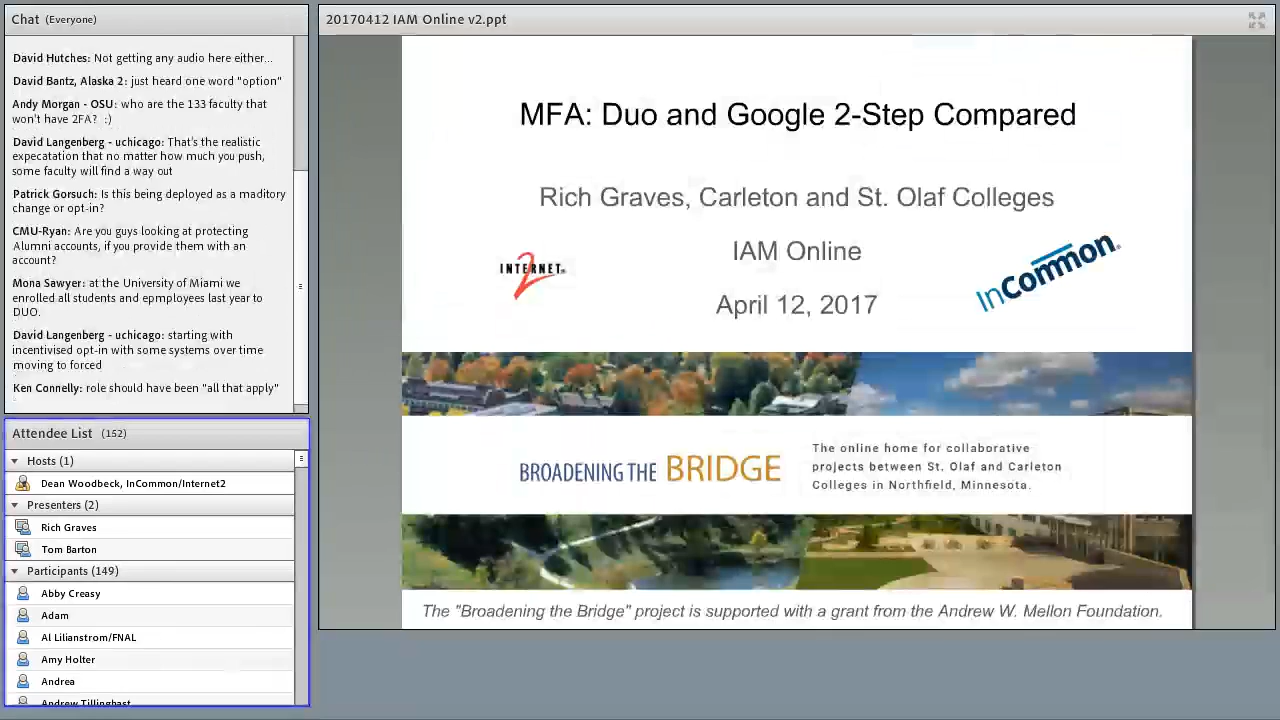 Chat (Everyone)
David Hutches: Not getting any audio here either...
David Bantz, Alaska 2: just heard one word "option"
Andy Morgan - OSU: who are the 133 faculty that
won't have 2FA? :)
David Langenberg - uchicago: That's the realistic
expecatation that no matter how much you push,
some faculty will find a way out
Patrick Gorsuch: Is this being deployed as a maditory
change or opt-in?
CMU-Ryan: Are you guys looking at protecting
Alumni accounts, if you provide them with an
account?
Mona Sawyer: at the University of Miami we
enrolled all students and epmployees last year to
DUO.
David Langenberg - uchicago: starting with
incentivised opt-in with some systems over time
moving to forced
Ken Connelly: role should have been "all that apply"
Attendee List (152)
Hosts (1)
Dean Woodbeck, InCommon/Internet2
Presenters (2)
Rich Graves
Tom Barton
Participants (149)
Abby Creasy
Adam
Al Lilianstrom/FNAL
Amy Holter
Andrea
Andrew Tillinghast
20170412 IAM Online v2.ppt
MFA: Duo and Google 2-Step Compared
Rich Graves, Carleton and St. Olaf Colleges
IAM Online
April 12, 2017
INTERNET 2
InCommon
BROADENING THE BRIDGE
The online home for collaborative
projects between St. Olaf and Carleton
Colleges in Northfield, Minnesota.
The "Broadening the Bridge" project is supported with a grant from the Andrew W. Mellon Foundation.